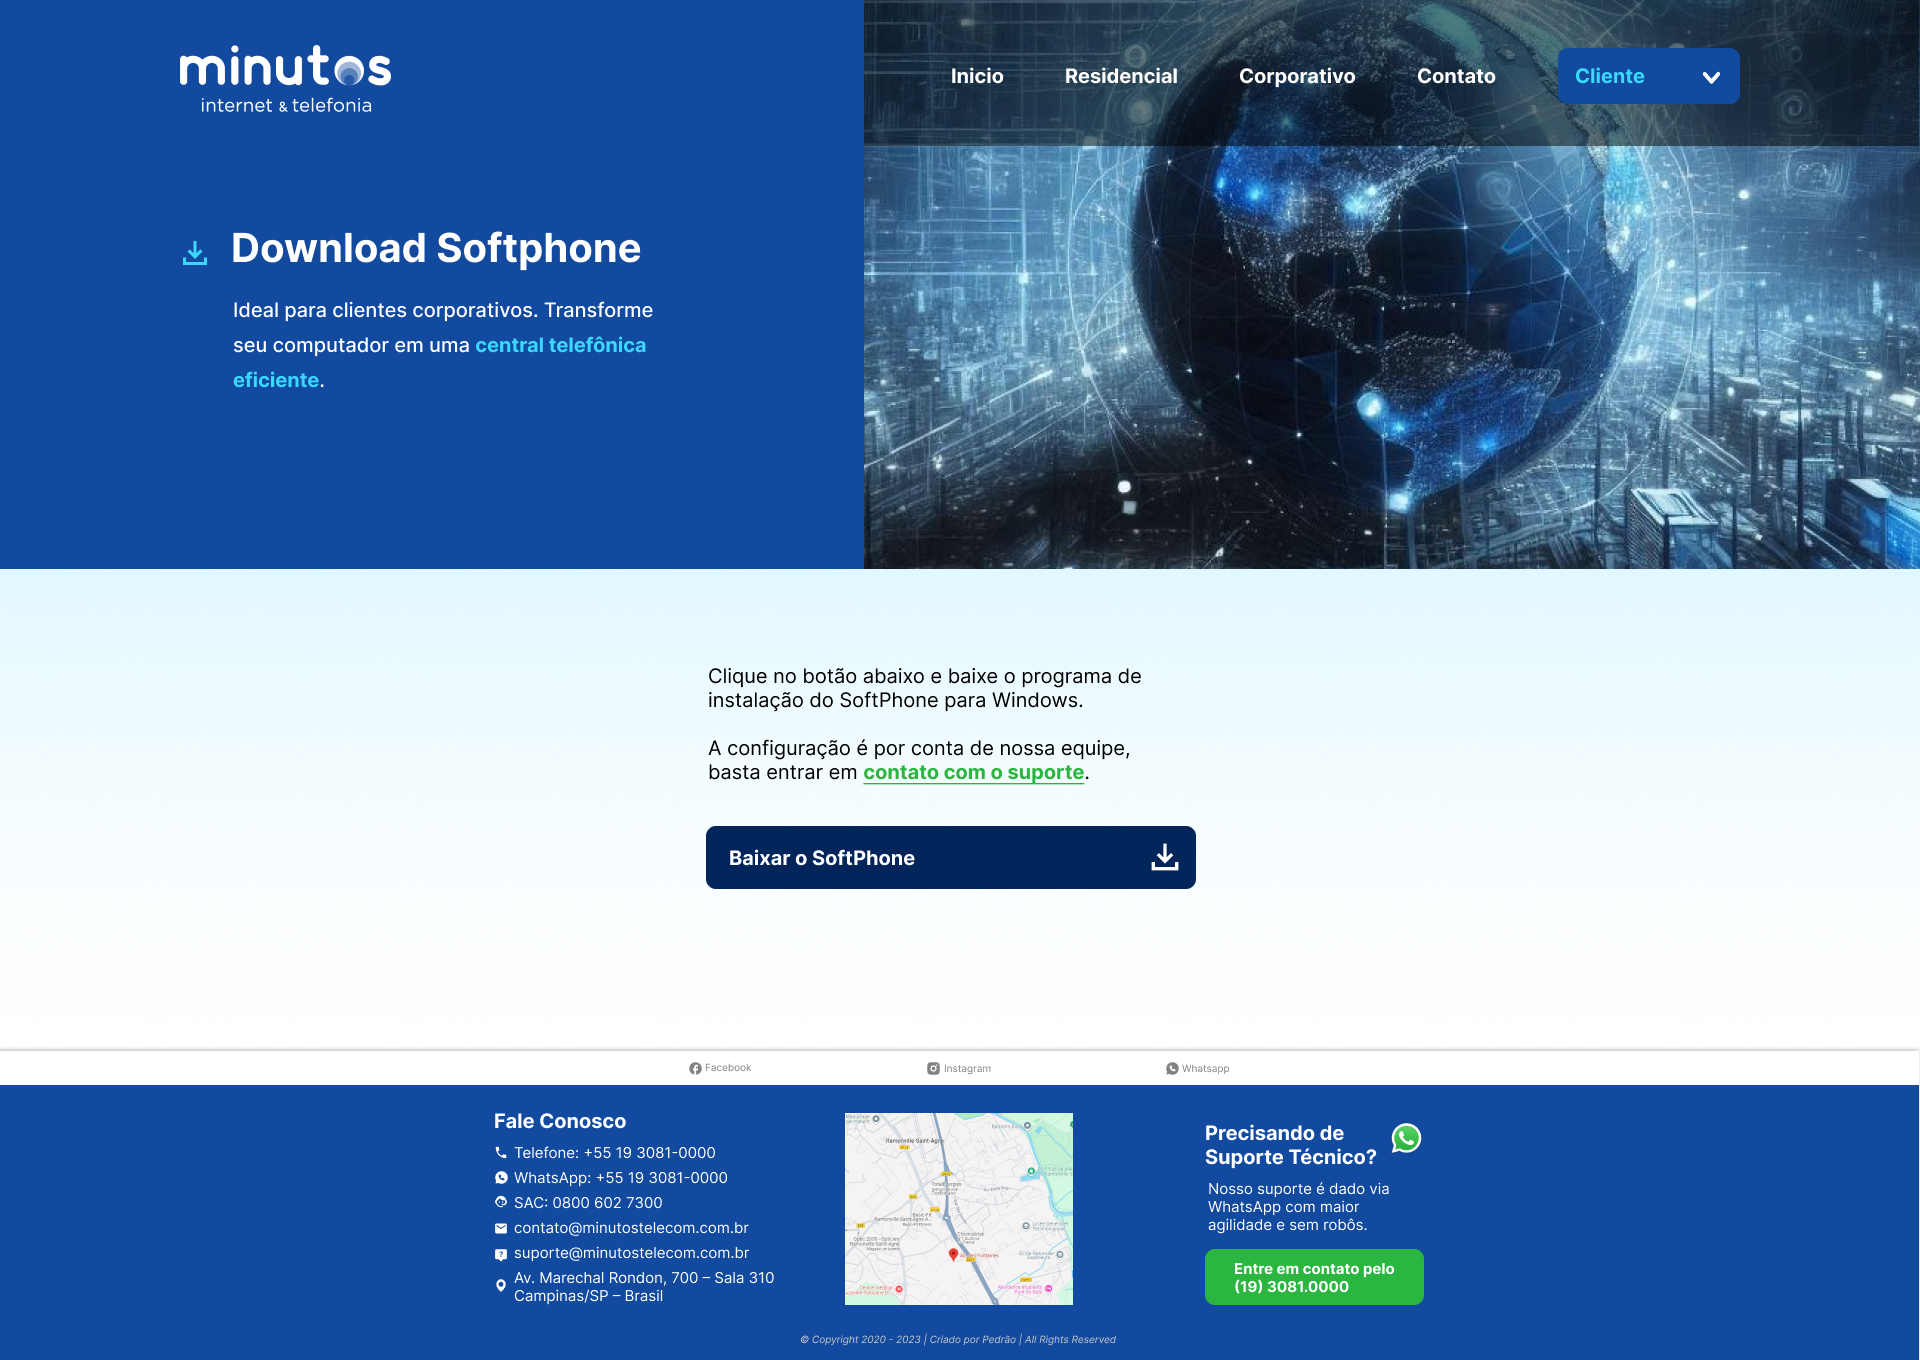 minutos
internet & telefonia
Inicio
Residencial
Corporativo
Contato
Cliente
Download Softphone
Ideal para clientes corporativos. Transforme
seu computador em uma central telefônica
eficiente.
Clique no botão abaixo e baixe o programa de
instalação do SoftPhone para Windows.
A configuração é por conta de nossa equipe,
basta entrar em contato com o suporte.
Baixar o SoftPhone
Facebook
Instagram
Whatsapp
Fale Conosco
Telefone: +55 19 3081-0000
WhatsApp: +55 19 3081-0000
SAC: 0800 602 7300
contato@minutostelecom.com.br
suporte@minutostelecom.com.br
Av. Marechal Rondon, 700 – Sala 310
Campinas/SP – Brasil
Ramonville-Saint-Agne
TotalEnergies
Chronodrive
Precisando de
Suporte Técnico?
Nosso suporte é dado via
WhatsApp com maior
agilidade e sem robôs.
Entre em contato pelo
(19) 3081.0000
© Copyright 2020 - 2023 | Criado por Pedrão | All Rights Reserved